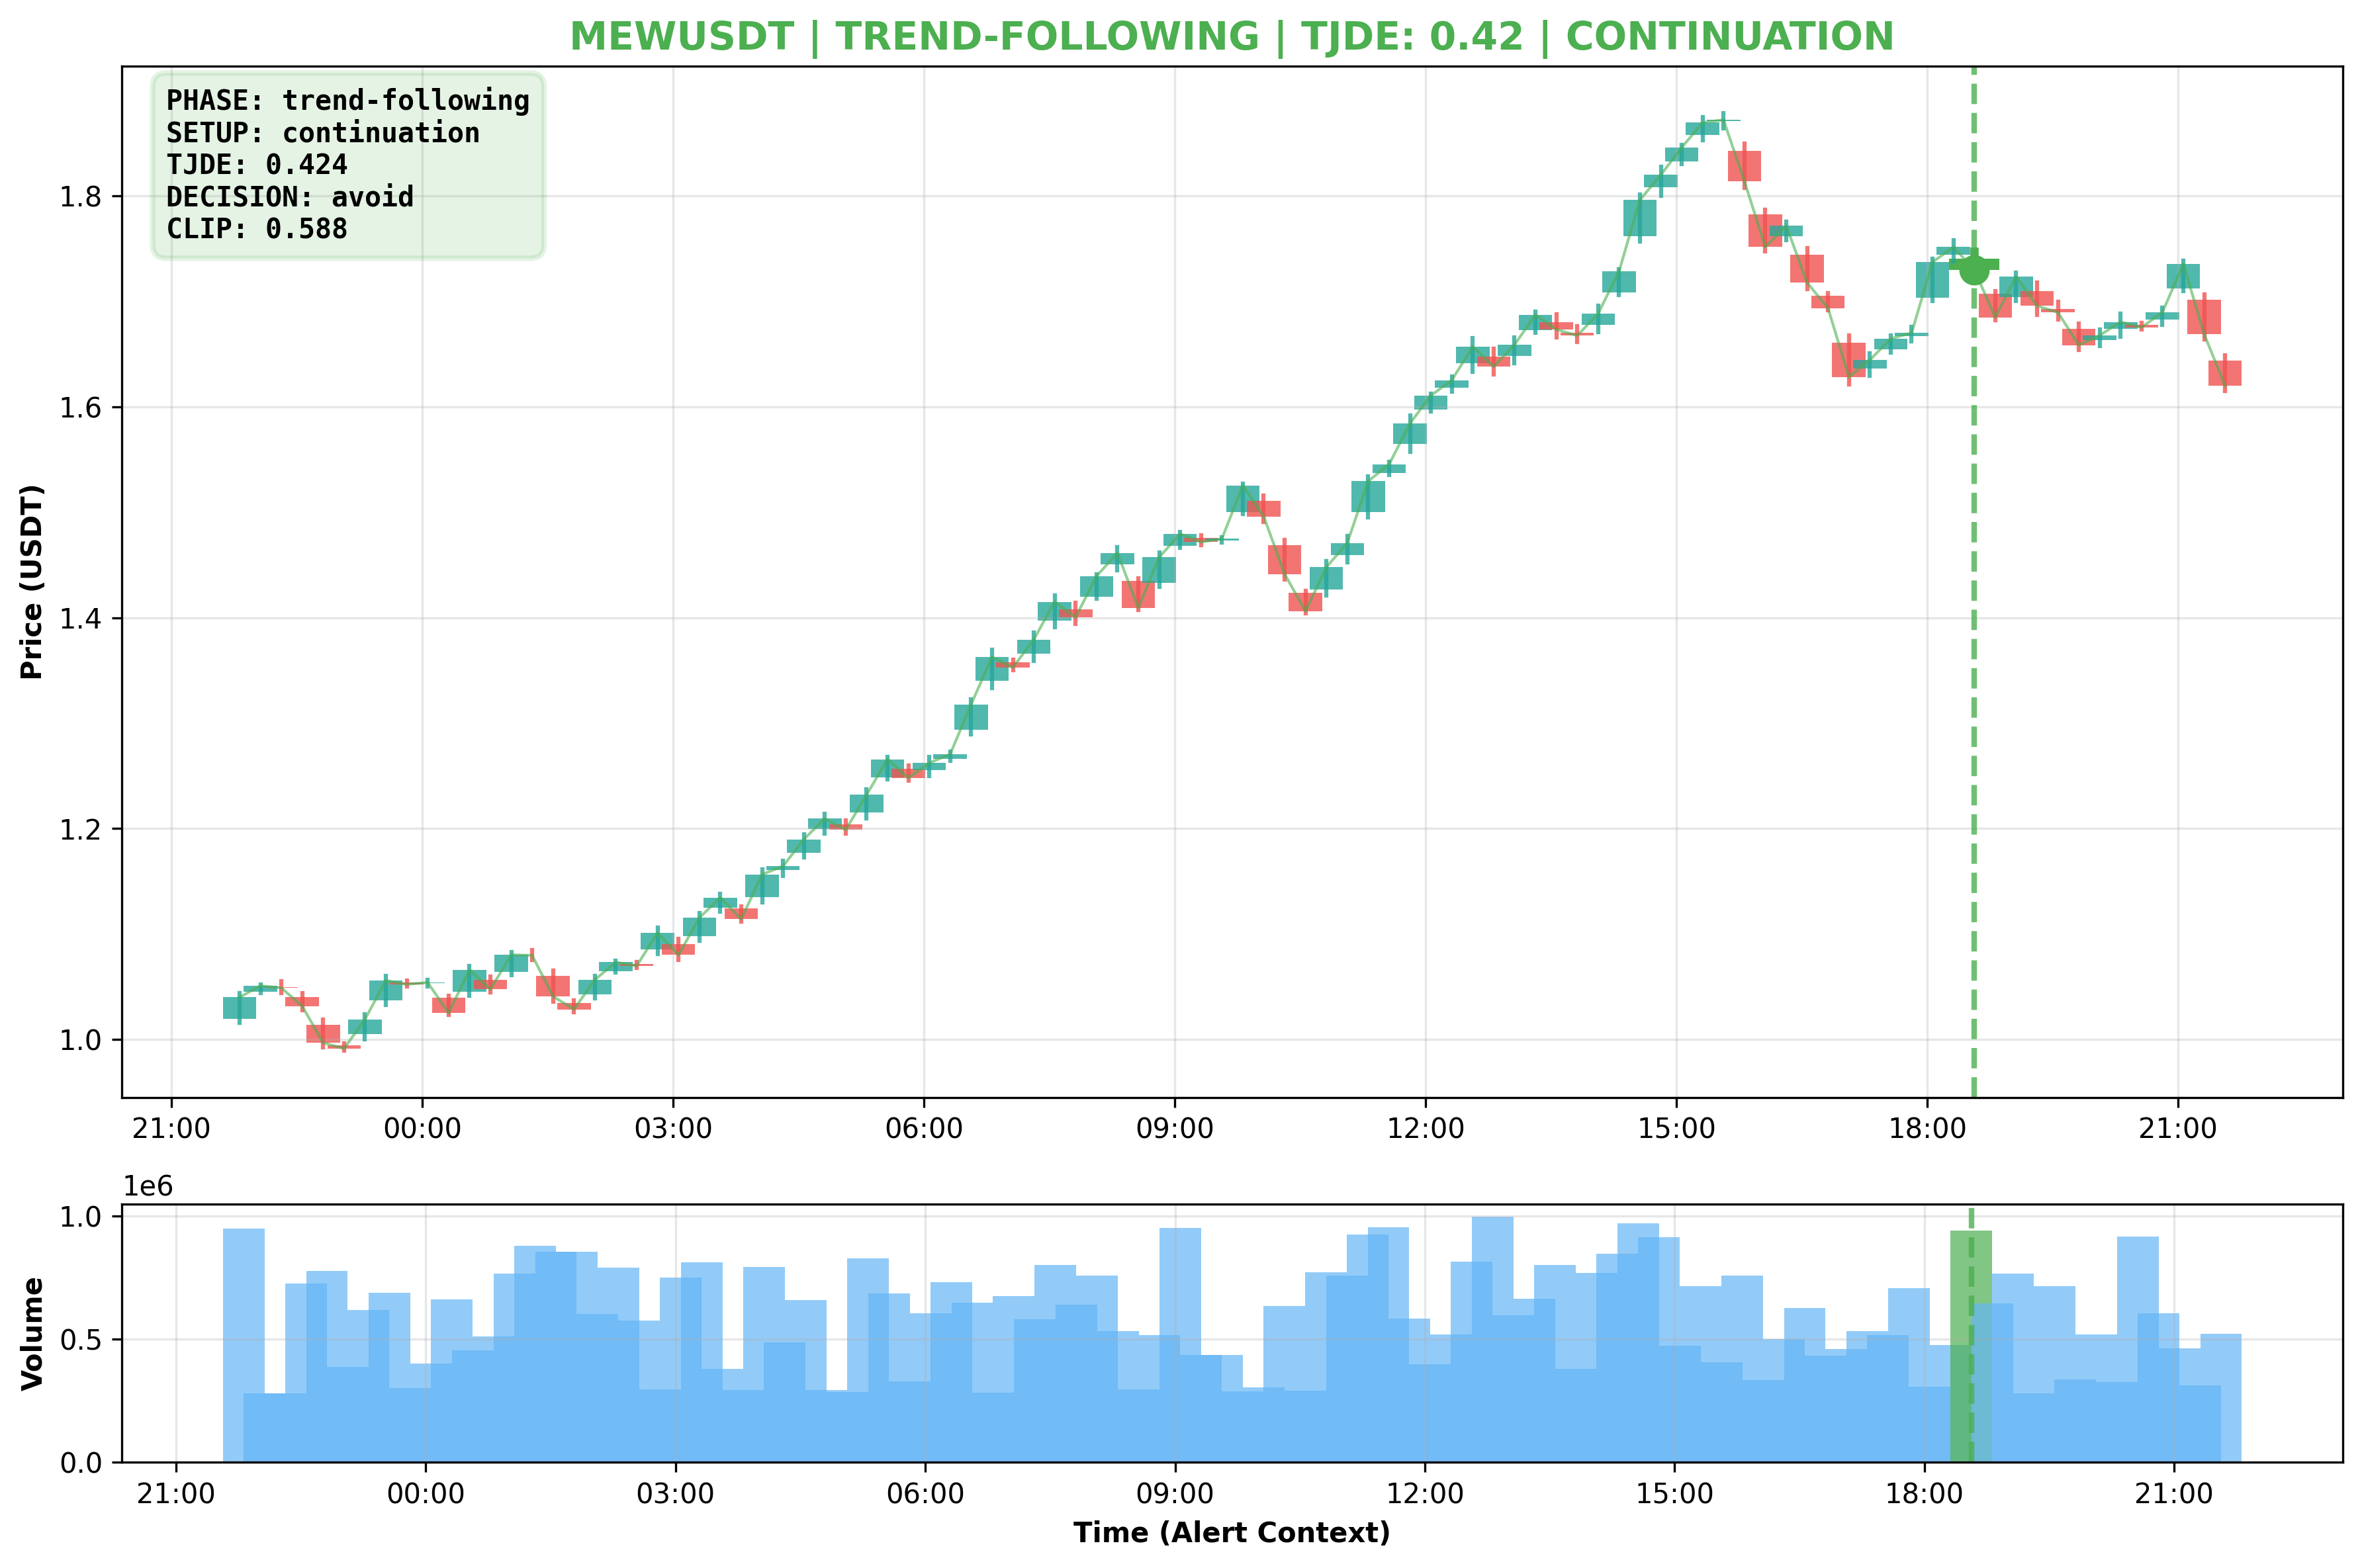 MEWUSDT | TREND-FOLLOWING | TJDE: 0.42 | CONTINUATION
PHASE: trend-following
SETUP: continuation
TJDE: 0.424
DECISION: avoid
CLIP: 0.588
Price (USDT)
1.8
1.6
1.4
1.2
1.0
21:00 00:00 03:00 06:00 09:00 12:00 15:00 18:00 21:00
1e6
Volume
1.0
0.5
0.0
21:00 00:00 03:00 06:00 09:00 12:00 15:00 18:00 21:00
Time (Alert Context)